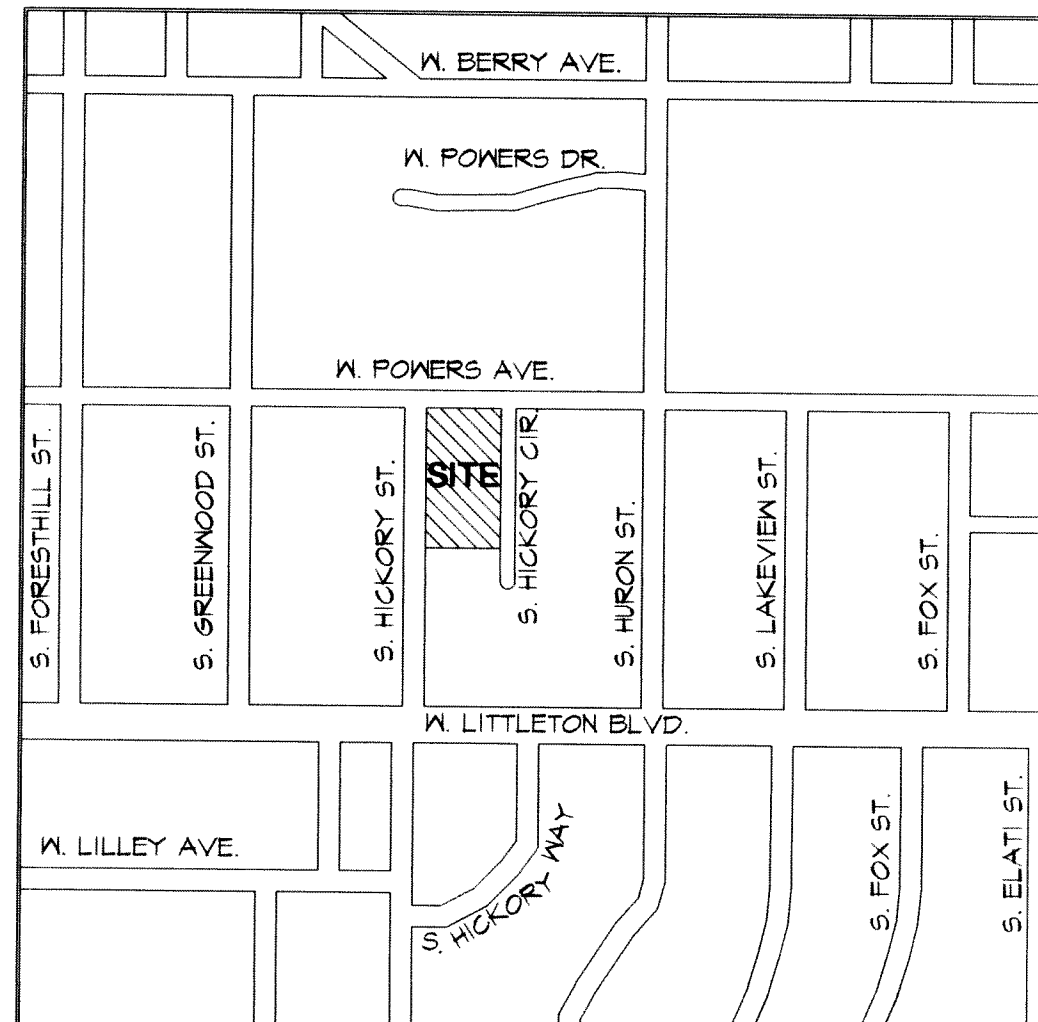 W. BERRY AVE.
W. POWERS DR.
W. POWERS AVE.
S. FORESTHILL ST.
S. GREENWOOD ST.
S. HICKORY ST.
SITE
S. HICKORY CIR.
S. HURON ST.
S. LAKEVIEW ST.
S. FOX ST.
W. LITTLETON BLVD.
W. LILLEY AVE.
S. HICKORY WAY
S. FOX ST.
S. ELATI ST.